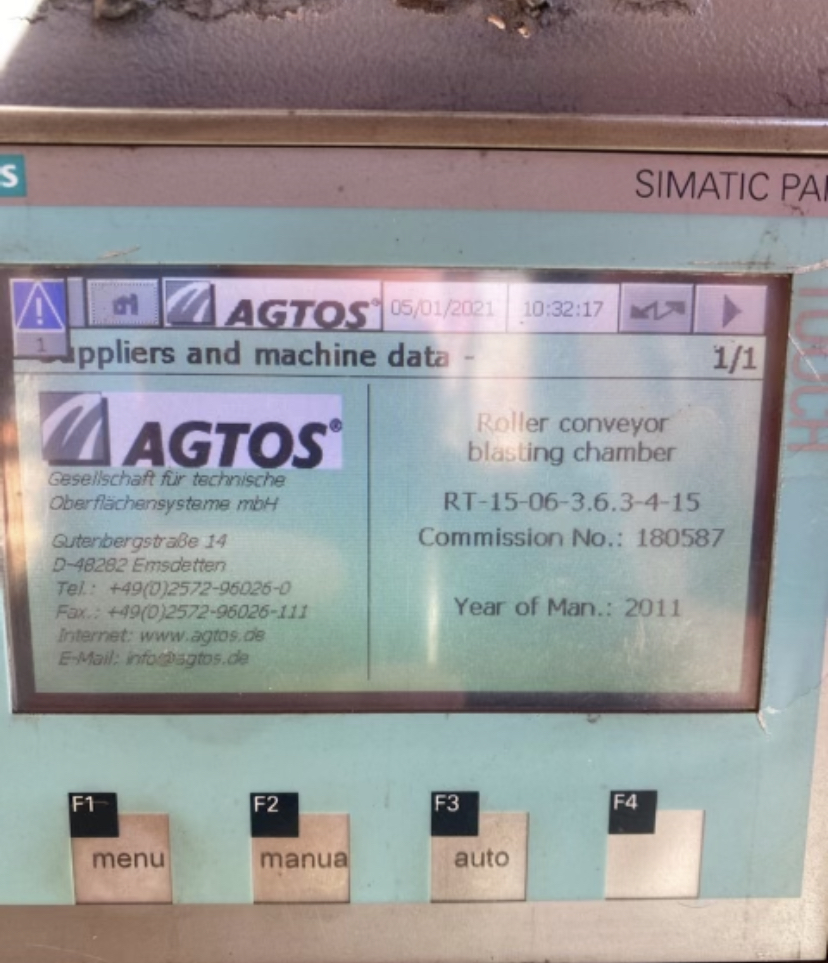 S
SIMATIC PA
AGTOS® 05/01/2021 10:32:17
1
uppliers and machine data - 1/1
AGTOS®
Gesellschaft für technische
Oberflächensysteme mbH
Gutenbergstraße 14
D-48282 Emsdetten
Tel.: +49(0)2572-96026-0
Fax.: +49(0)2572-96026-111
Internet: www.agtos.de
E-Mail: info@agtos.de
Roller conveyor
blasting chamber
RT-15-06-3.6.3-4-15
Commission No.: 180587
Year of Man.: 2011
TOUCH
F1
menu
F2
manua
F3
auto
F4